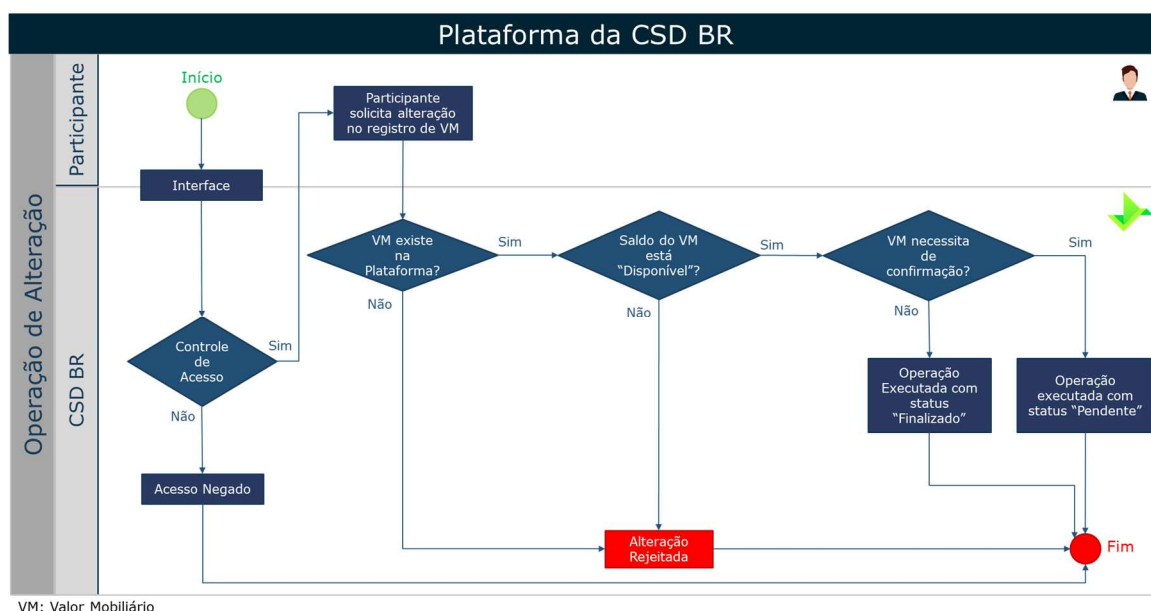 Plataforma da CSD BR
Operação de Alteração
Participante
CSD BR
Início
Participante
solicita alteração
no registro de VM
Interface
VM existe
na
Plataforma?
Sim
Saldo do VM
está
“Disponível”?
Sim
VM necessita
de
confirmação?
Sim
Não
Não
Não
Controle
de
Acesso
Sim
Não
Operação
Executada com
status
“Finalizado”
Operação
executada com
status “Pendente”
Acesso Negado
Alteração
Rejeitada
Fim
VM: Valor Mobiliário